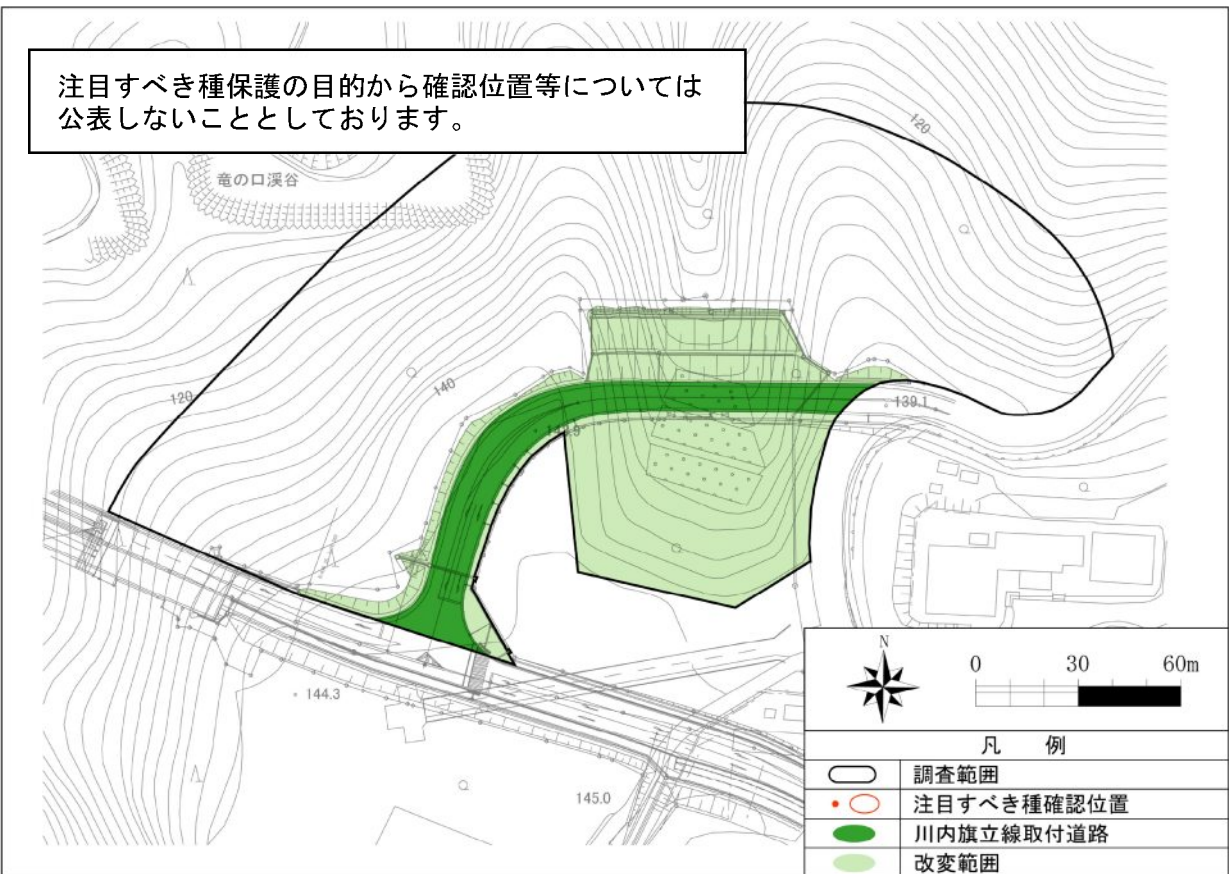 注目すべき種保護の目的から確認位置等については
公表しないこととしております。
竜の口渓谷
120
140
120
139.1
144.3
145.0
N
0 30 60m
凡 例
調査範囲
注目すべき種確認位置
川内旗立線取付道路
改変範囲